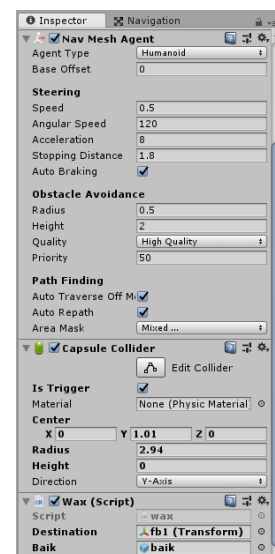 Inspector Navigation
Nav Mesh Agent
Agent Type Humanoid
Base Offset 0
Steering
Speed 0.5
Angular Speed 120
Acceleration 8
Stopping Distance 1.8
Auto Braking
Obstacle Avoidance
Radius 0.5
Height 2
Quality High Quality
Priority 50
Path Finding
Auto Traverse Off M
Auto Repath
Area Mask Mixed ...
Capsule Collider
Edit Collider
Is Trigger
Material None (Physic Material)
Center
X 0 Y 1.01 Z 0
Radius 2.94
Height 0
Direction Y-Axis
Wax (Script)
Script wax
Destination fb1 (Transform)
Baik baik